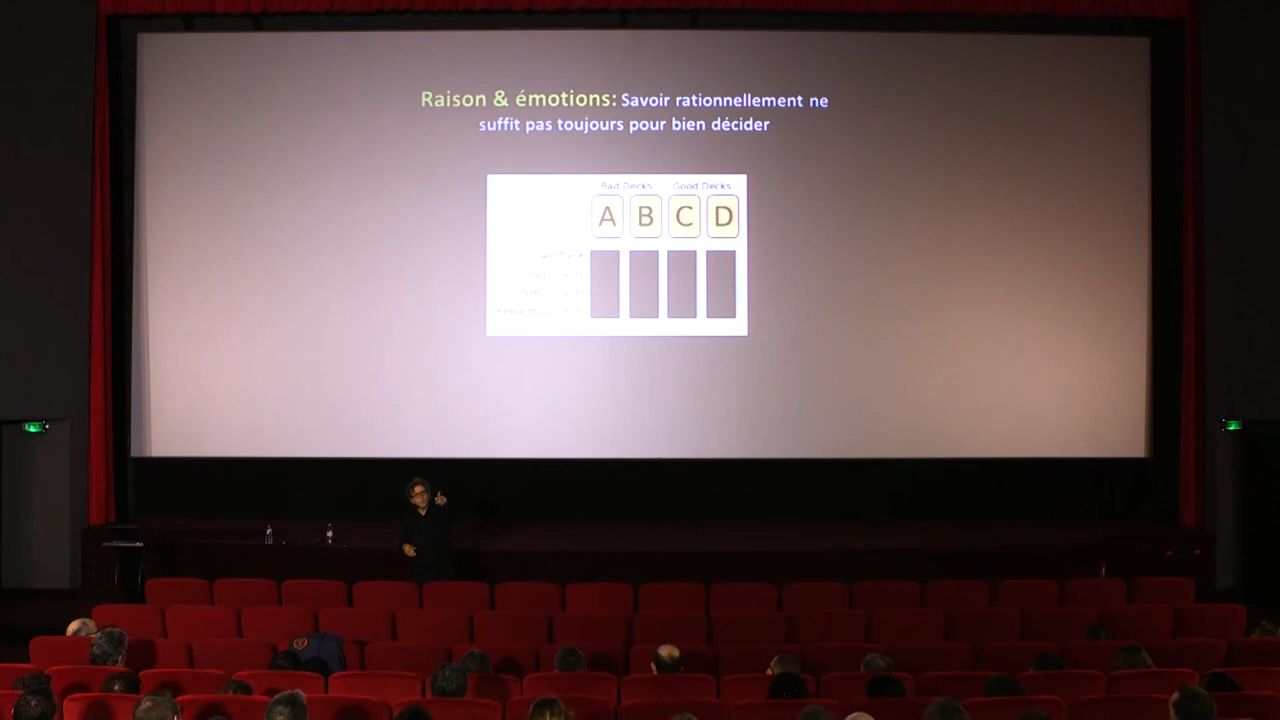 Raison & émotions: Savoir rationnellement ne
suffit pas toujours pour bien décider
Bad Decks Good Decks
A B C D